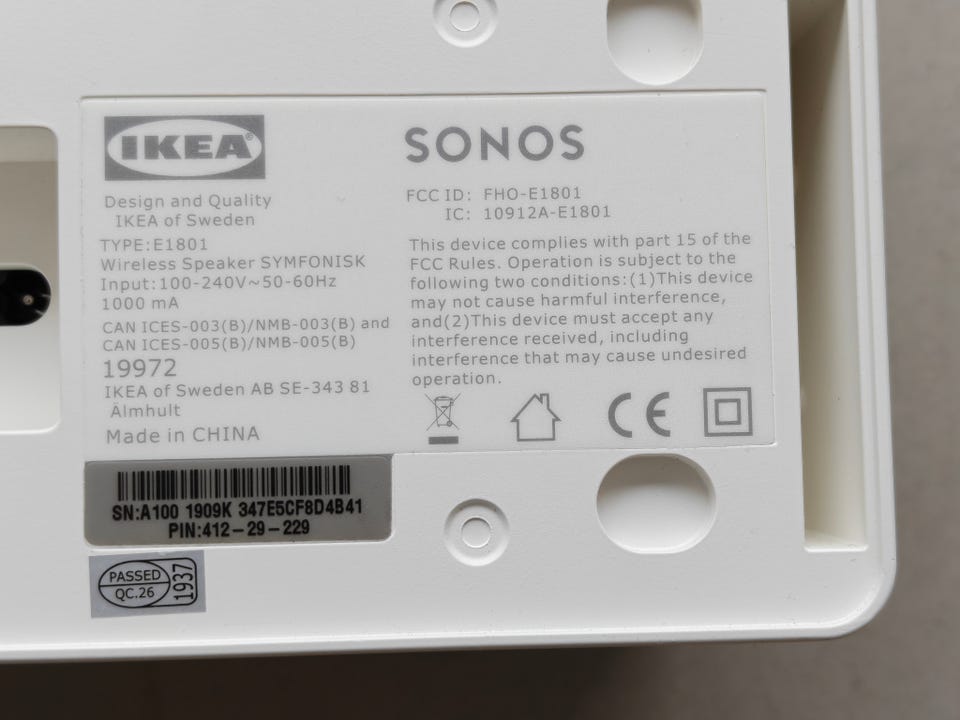 IKEA®
Design and Quality
IKEA of Sweden
TYPE:E1801
Wireless Speaker SYMFONISK
Input:100-240V~50-60Hz
1000 mA
CAN ICES-003(B)/NMB-003(B) and
CAN ICES-005(B)/NMB-005(B)
19972
IKEA of Sweden AB SE-343 81
Älmhult
Made in CHINA
SONOS
FCC ID: FHO-E1801
IC: 10912A-E1801
This device complies with part 15 of the
FCC Rules. Operation is subject to the
following two conditions:(1)This device
may not cause harmful interference,
and(2)This device must accept any
interference received, including
interference that may cause undesired
operation.
CE
SN:A100 1909K 347E5CF8D4B41
PIN:412-29-229
PASSED
QC.26
1937